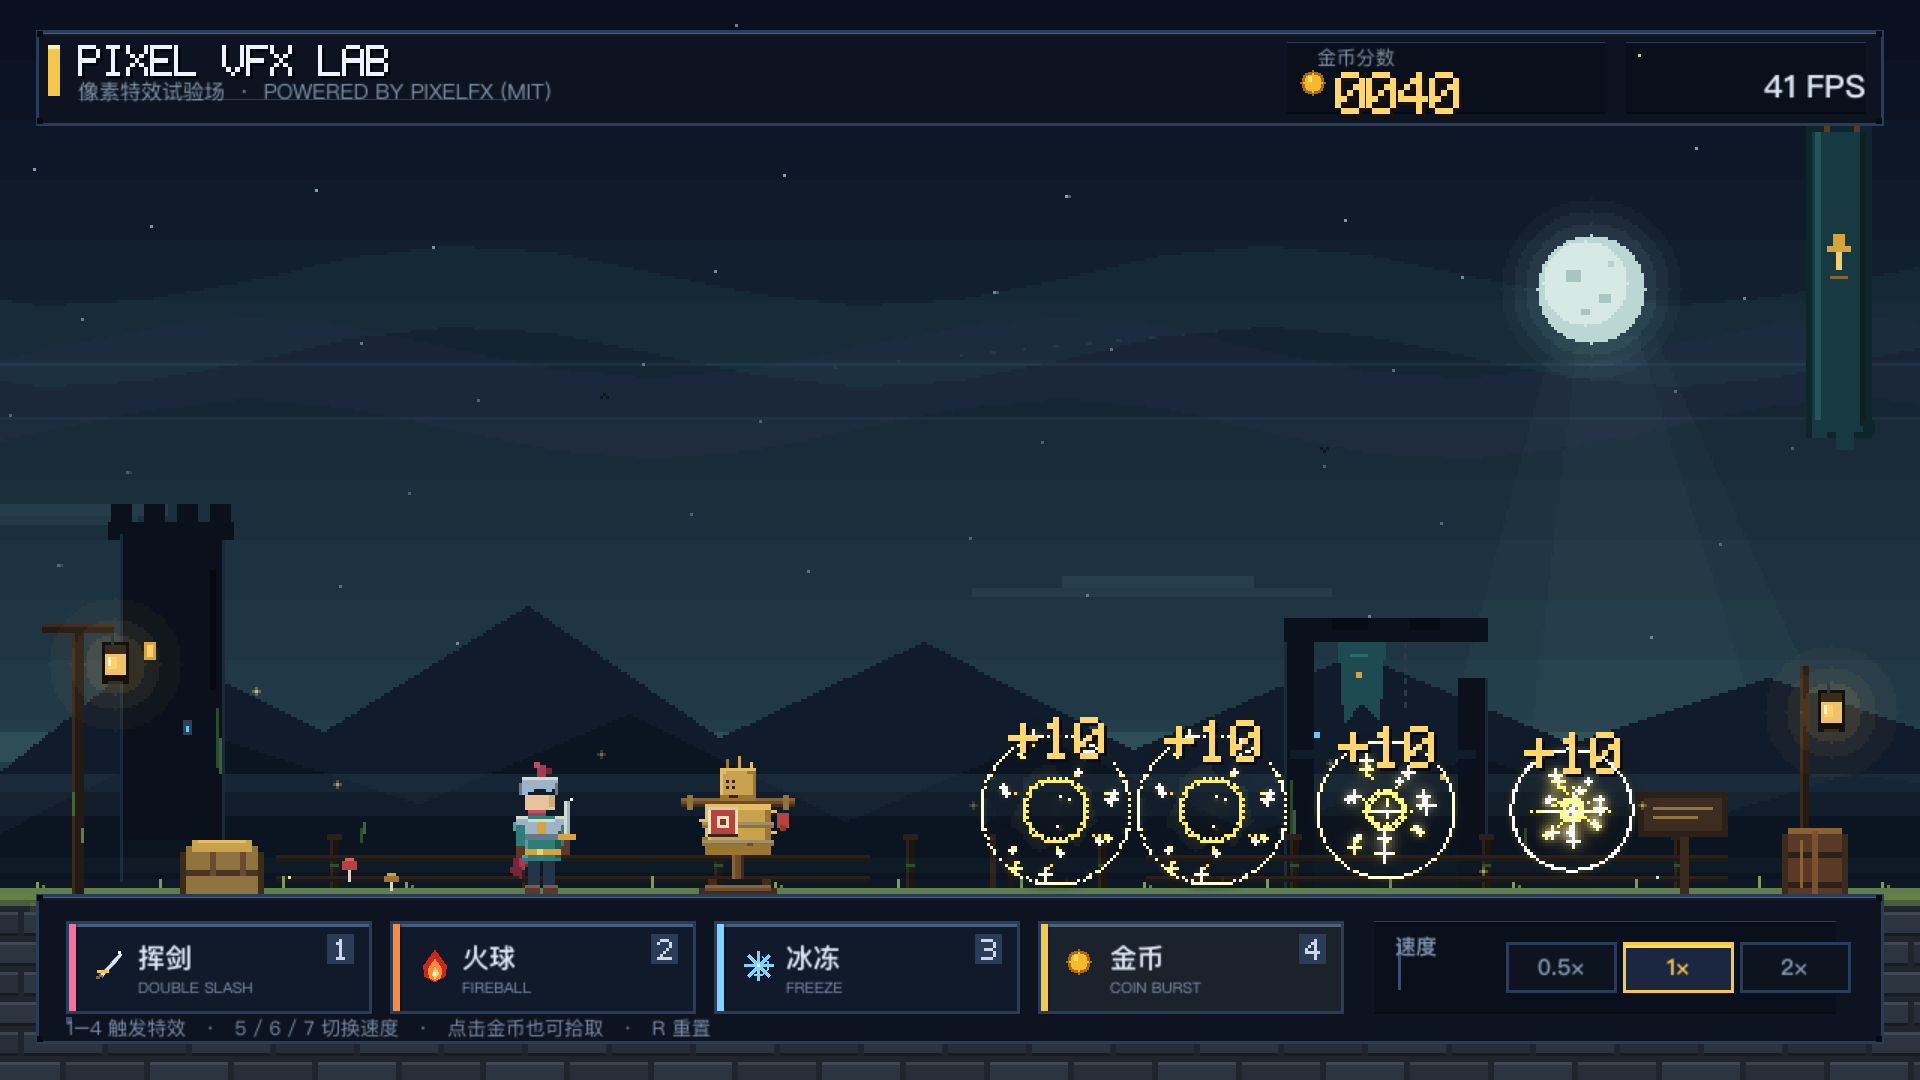 PIXEL VFX LAB
像素特效试验场 · POWERED BY PIXELFX (MIT)
金币分数
0040
41 FPS
+10
+10
+10
+10
挥剑
DOUBLE SLASH
1
火球
FIREBALL
2
冰冻
FREEZE
3
金币
COIN BURST
4
速度
0.5×
1×
2×
1—4 触发特效 · 5 / 6 / 7 切换速度 · 点击金币也可拾取 · R 重置